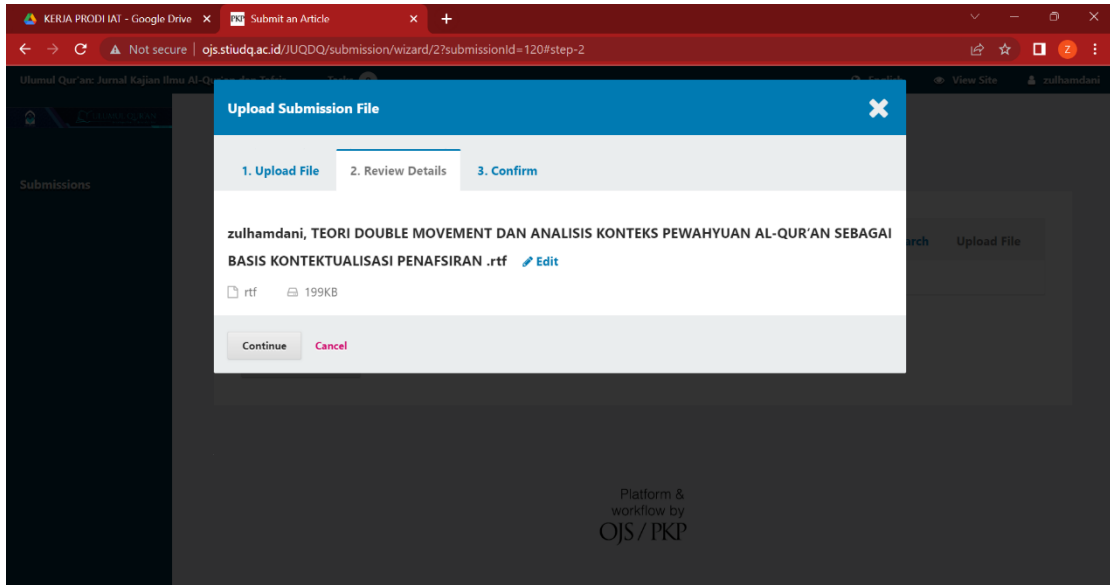 KERJA PRODI IAT - Google Drive
PKP Submit an Article
Not secure | ojs.stiudq.ac.id/JUQDQ/submission/wizard/2?submissionId=120#step-2
Z
Ulumul Qur'an: Jurnal Kajian Ilmu Al-Qur'an dan Tafsir Tasks English View Site zulhamdani
Upload Submission File
Submissions
1. Upload File 2. Review Details 3. Confirm
zulhamdani, TEORI DOUBLE MOVEMENT DAN ANALISIS KONTEKS PEWAHYUAN AL-QUR'AN SEBAGAI
BASIS KONTEKTUALISASI PENAFSIRAN .rtf Edit
arch Upload File
rtf 199KB
Continue Cancel
Platform &
workflow by
OJS / PKP